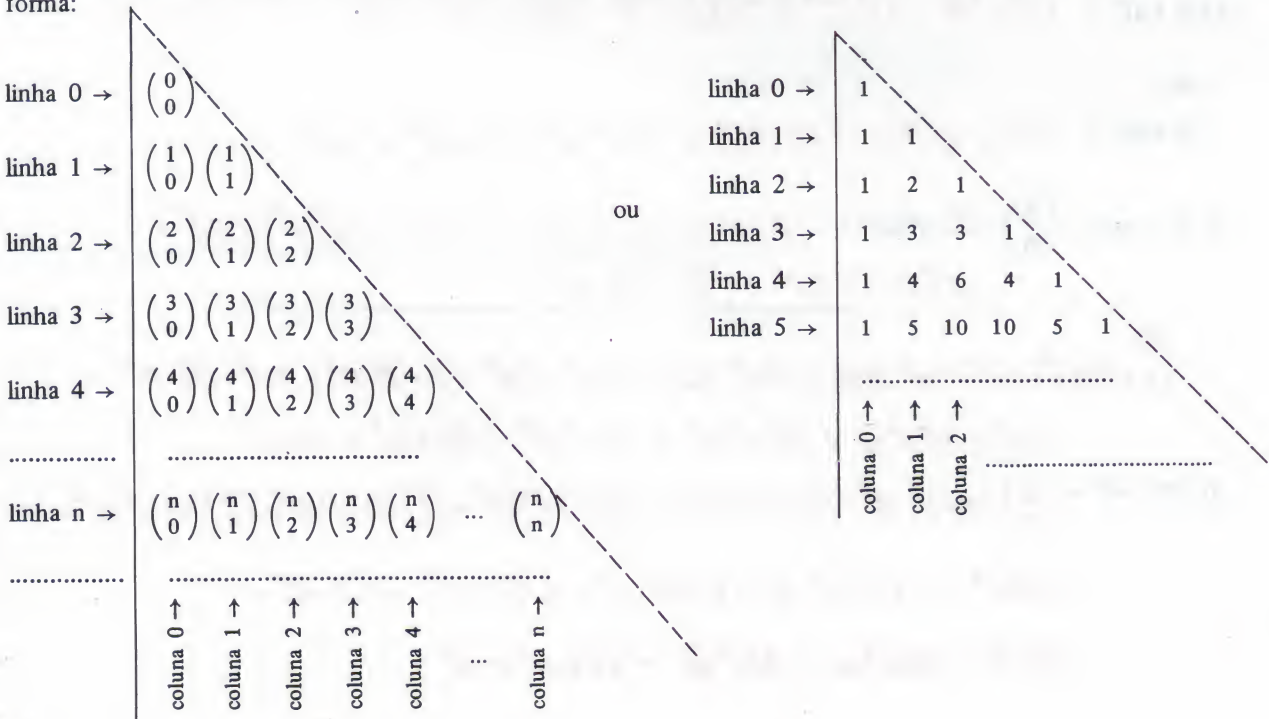 forma:
linha 0 → (0 0)
linha 1 → (1 0) (1 1)
linha 2 → (2 0) (2 1) (2 2)
linha 3 → (3 0) (3 1) (3 2) (3 3)
linha 4 → (4 0) (4 1) (4 2) (4 3) (4 4)
linha n → (n 0) (n 1) (n 2) (n 3) (n 4) ... (n n)
coluna 0 → coluna 1 → coluna 2 → coluna 3 → coluna 4 → ... coluna n →
ou
linha 0 → 1
linha 1 → 1 1
linha 2 → 1 2 1
linha 3 → 1 3 3 1
linha 4 → 1 4 6 4 1
linha 5 → 1 5 10 10 5 1
coluna 0 → coluna 1 → coluna 2 →